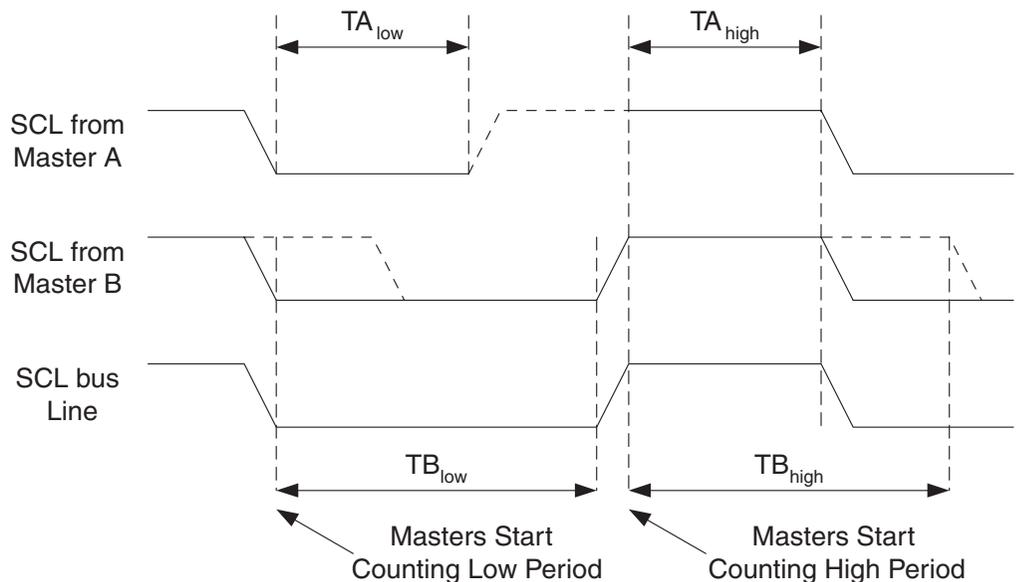 TA low
TA high
SCL from
Master A
SCL from
Master B
SCL bus
Line
TB low
TB high
Masters Start
Counting Low Period
Masters Start
Counting High Period